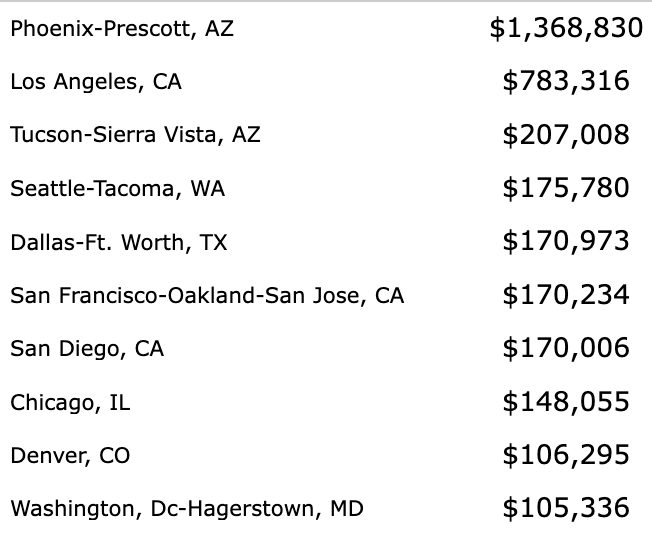 Phoenix-Prescott, AZ $1,368,830
Los Angeles, CA $783,316
Tucson-Sierra Vista, AZ $207,008
Seattle-Tacoma, WA $175,780
Dallas-Ft. Worth, TX $170,973
San Francisco-Oakland-San Jose, CA $170,234
San Diego, CA $170,006
Chicago, IL $148,055
Denver, CO $106,295
Washington, Dc-Hagerstown, MD $105,336